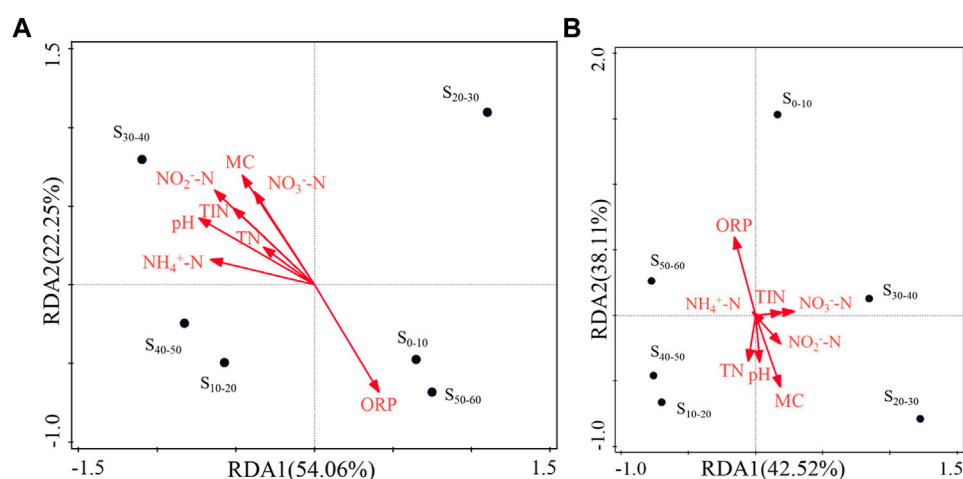 A
1.5
S20-30
S30-40
MC
NO2--N
NO3--N
TIN
pH
TN
NH4+-N
S40-50
S10-20
S0-10
S50-60
ORP
RDA2(22.25%)
-1.0
-1.5
RDA1(54.06%)
1.5
B
2.0
S0-10
ORP
S50-60
S30-40
NH4+-N
TIN
NO3--N
NO2--N
S40-50
TN
pH
MC
S10-20
S20-30
RDA2(38.11%)
-1.0
-1.0
RDA1(42.52%)
1.5